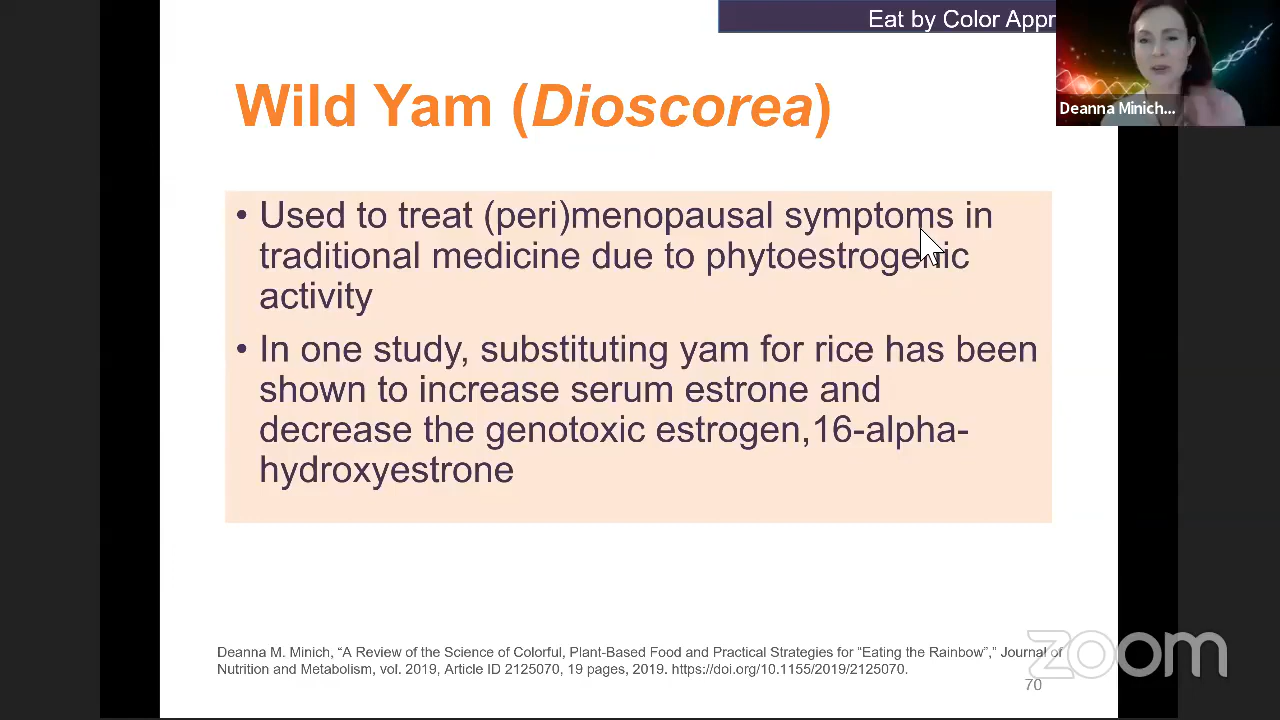 Eat by Color Appr
Deanna Minich...
Wild Yam (Dioscorea)
• Used to treat (peri)menopausal symptoms in
traditional medicine due to phytoestrogenic
activity
• In one study, substituting yam for rice has been
shown to increase serum estrone and
decrease the genotoxic estrogen,16-alpha-
hydroxyestrone
Deanna M. Minich, “A Review of the Science of Colorful, Plant-Based Food and Practical Strategies for “Eating the Rainbow”,” Journal of
Nutrition and Metabolism, vol. 2019, Article ID 2125070, 19 pages, 2019. https://doi.org/10.1155/2019/2125070.
zoom
70